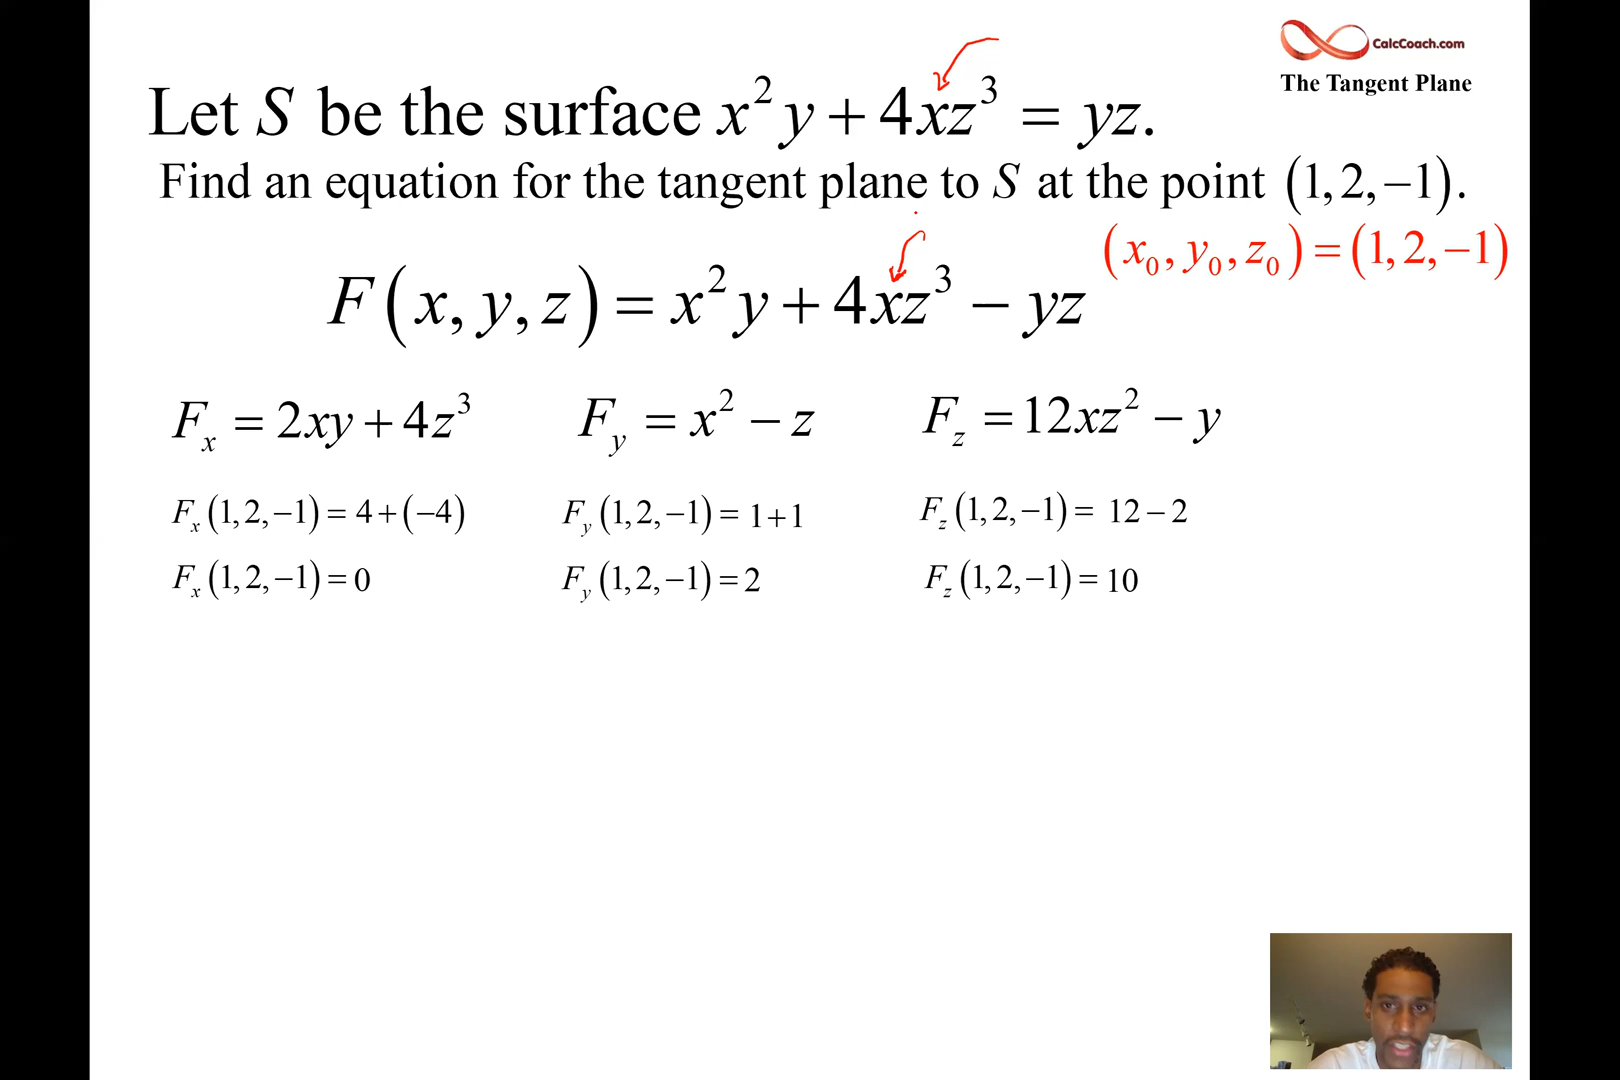 CalcCoach.com
The Tangent Plane
Let S be the surface x²y + 4xz³ = yz.
Find an equation for the tangent plane to S at the point (1, 2, −1).
(x₀, y₀, z₀) = (1, 2, −1)
F(x, y, z) = x²y + 4xz³ − yz
Fₓ = 2xy + 4z³
F_y = x² − z
F_z = 12xz² − y
Fₓ(1, 2, −1) = 4 + (−4)
F_y(1, 2, −1) = 1 + 1
F_z(1, 2, −1) = 12 − 2
Fₓ(1, 2, −1) = 0
F_y(1, 2, −1) = 2
F_z(1, 2, −1) = 10